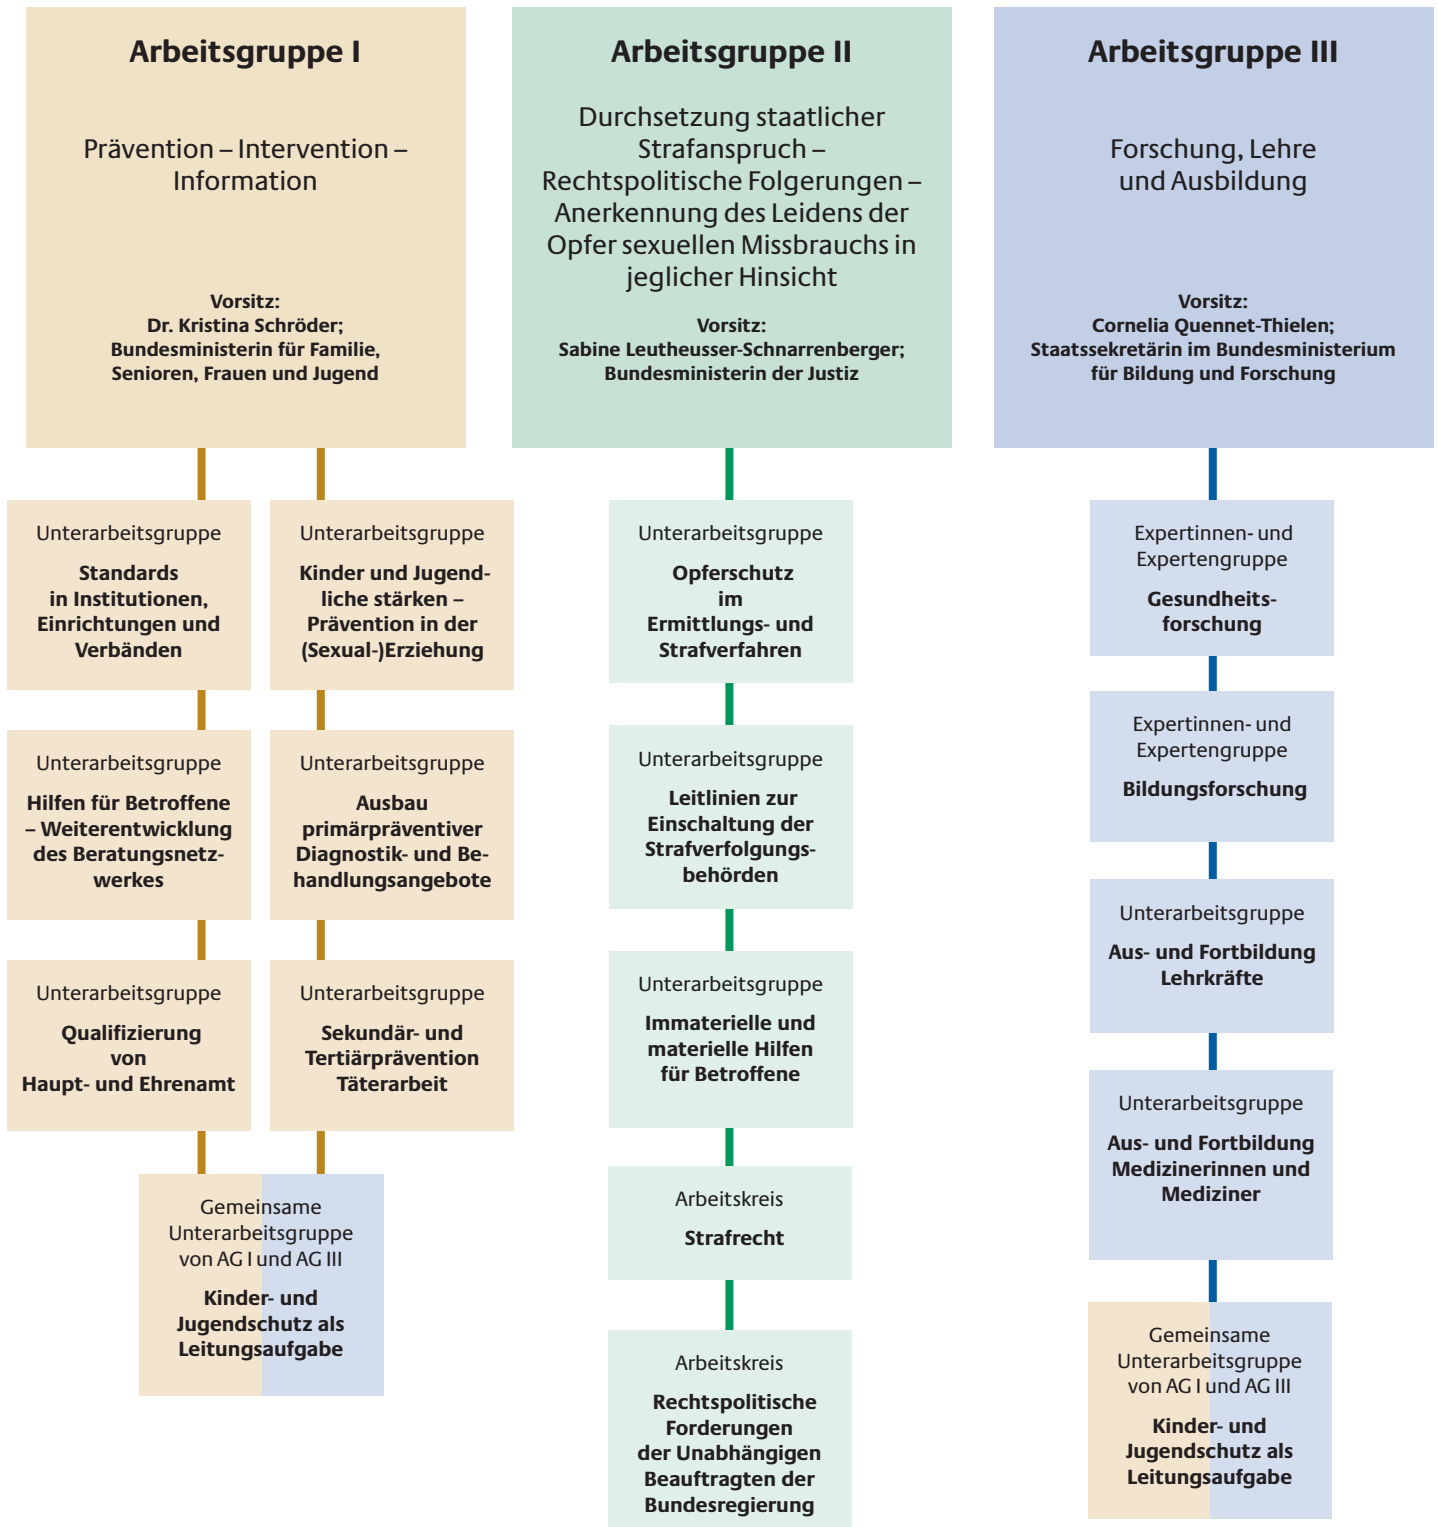 Arbeitsgruppe I
Prävention – Intervention –
Information
Vorsitz:
Dr. Kristina Schröder;
Bundesministerin für Familie,
Senioren, Frauen und Jugend
Unterarbeitsgruppe
Standards
in Institutionen,
Einrichtungen und
Verbänden
Unterarbeitsgruppe
Kinder und Jugend-
liche stärken –
Prävention in der
(Sexual-)Erziehung
Unterarbeitsgruppe
Hilfen für Betroffene
– Weiterentwicklung
des Beratungsnetz-
werkes
Unterarbeitsgruppe
Ausbau
primärpräventiver
Diagnostik- und Be-
handlungsangebote
Unterarbeitsgruppe
Qualifizierung
von
Haupt- und Ehrenamt
Unterarbeitsgruppe
Sekundär- und
Tertiärprävention
Täterarbeit
Gemeinsame
Unterarbeitsgruppe
von AG I und AG III
Kinder- und
Jugendschutz als
Leitungsaufgabe
Arbeitsgruppe II
Durchsetzung staatlicher
Strafanspruch –
Rechtspolitische Folgerungen –
Anerkennung des Leidens der
Opfer sexuellen Missbrauchs in
jeglicher Hinsicht
Vorsitz:
Sabine Leutheusser-Schnarrenberger;
Bundesministerin der Justiz
Unterarbeitsgruppe
Opferschutz
im
Ermittlungs- und
Strafverfahren
Unterarbeitsgruppe
Leitlinien zur
Einschaltung der
Strafverfolgungs-
behörden
Unterarbeitsgruppe
Immaterielle und
materielle Hilfen
für Betroffene
Arbeitskreis
Strafrecht
Arbeitskreis
Rechtspolitische
Forderungen
der Unabhängigen
Beauftragten der
Bundesregierung
Arbeitsgruppe III
Forschung, Lehre
und Ausbildung
Vorsitz:
Cornelia Quennet-Thielen;
Staatssekretärin im Bundesministerium
für Bildung und Forschung
Expertinnen- und
Expertengruppe
Gesundheits-
forschung
Expertinnen- und
Expertengruppe
Bildungsforschung
Unterarbeitsgruppe
Aus- und Fortbildung
Lehrkräfte
Unterarbeitsgruppe
Aus- und Fortbildung
Medizinerinnen und
Mediziner
Gemeinsame
Unterarbeitsgruppe
von AG I und AG III
Kinder- und
Jugendschutz als
Leitungsaufgabe